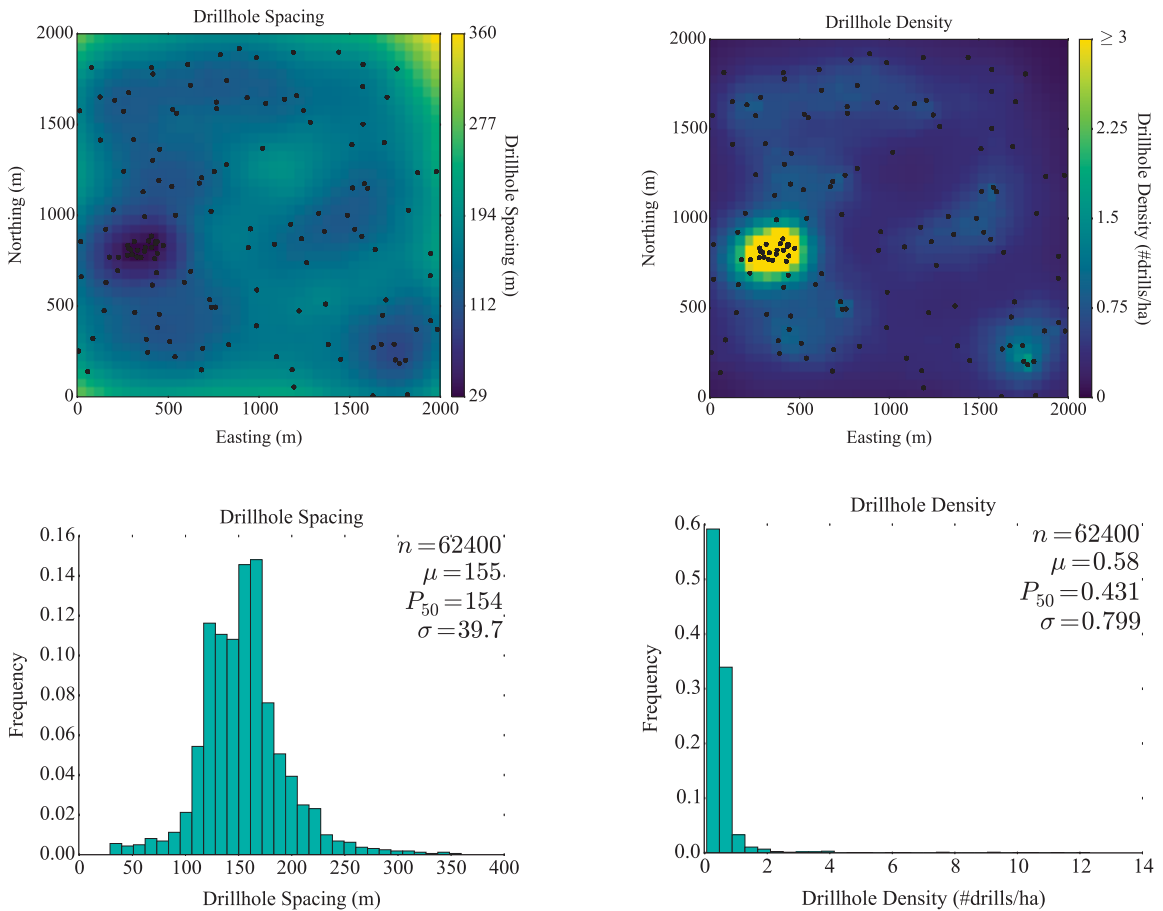 Drillhole Spacing
2000
1500
1000
500
0
0 500 1000 1500 2000
Northing (m)
Easting (m)
360
277
194
112
29
Drillhole Spacing (m)
Drillhole Density
2000
1500
1000
500
0
0 500 1000 1500 2000
Northing (m)
Easting (m)
≥ 3
2.25
1.5
0.75
0
Drillhole Density (#drills/ha)
Drillhole Spacing
0.16
0.14
0.12
0.10
0.08
0.06
0.04
0.02
0.00
0 50 100 150 200 250 300 350 400
Frequency
Drillhole Spacing (m)
n = 62400
μ = 155
P50 = 154
σ = 39.7
Drillhole Density
0.6
0.5
0.4
0.3
0.2
0.1
0.0
0 2 4 6 8 10 12 14
Frequency
Drillhole Density (#drills/ha)
n = 62400
μ = 0.58
P50 = 0.431
σ = 0.799